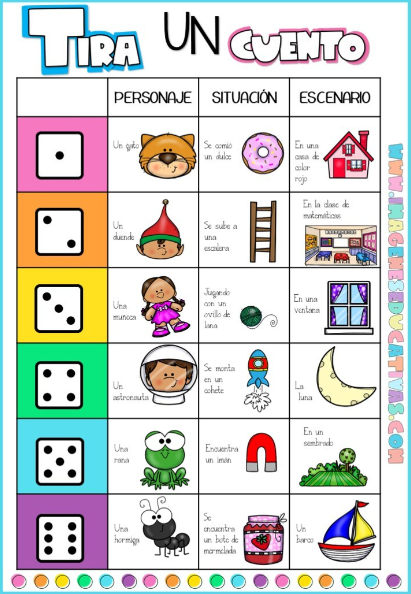 TIRA UN CUENTO
PERSONAJE SITUACIÓN ESCENARIO
Un gato
Se comió
un dulce
En una
casa de
color
rojo
Un
duende
Se sube a
una
escalera
En la clase de
matemáticas
Una
muñeca
Jugando
con un
ovillo de
lana
En una
ventana
Un
astronauta
Se monta
en un
cohete
La
luna
Una
rana
Encuentra
un imán
En un
sembrado
Una
hormiga
Se
encuentra
un bote de
mermelada
Un
barco
WWW.IMAGENESEDUCATIVAS.COM